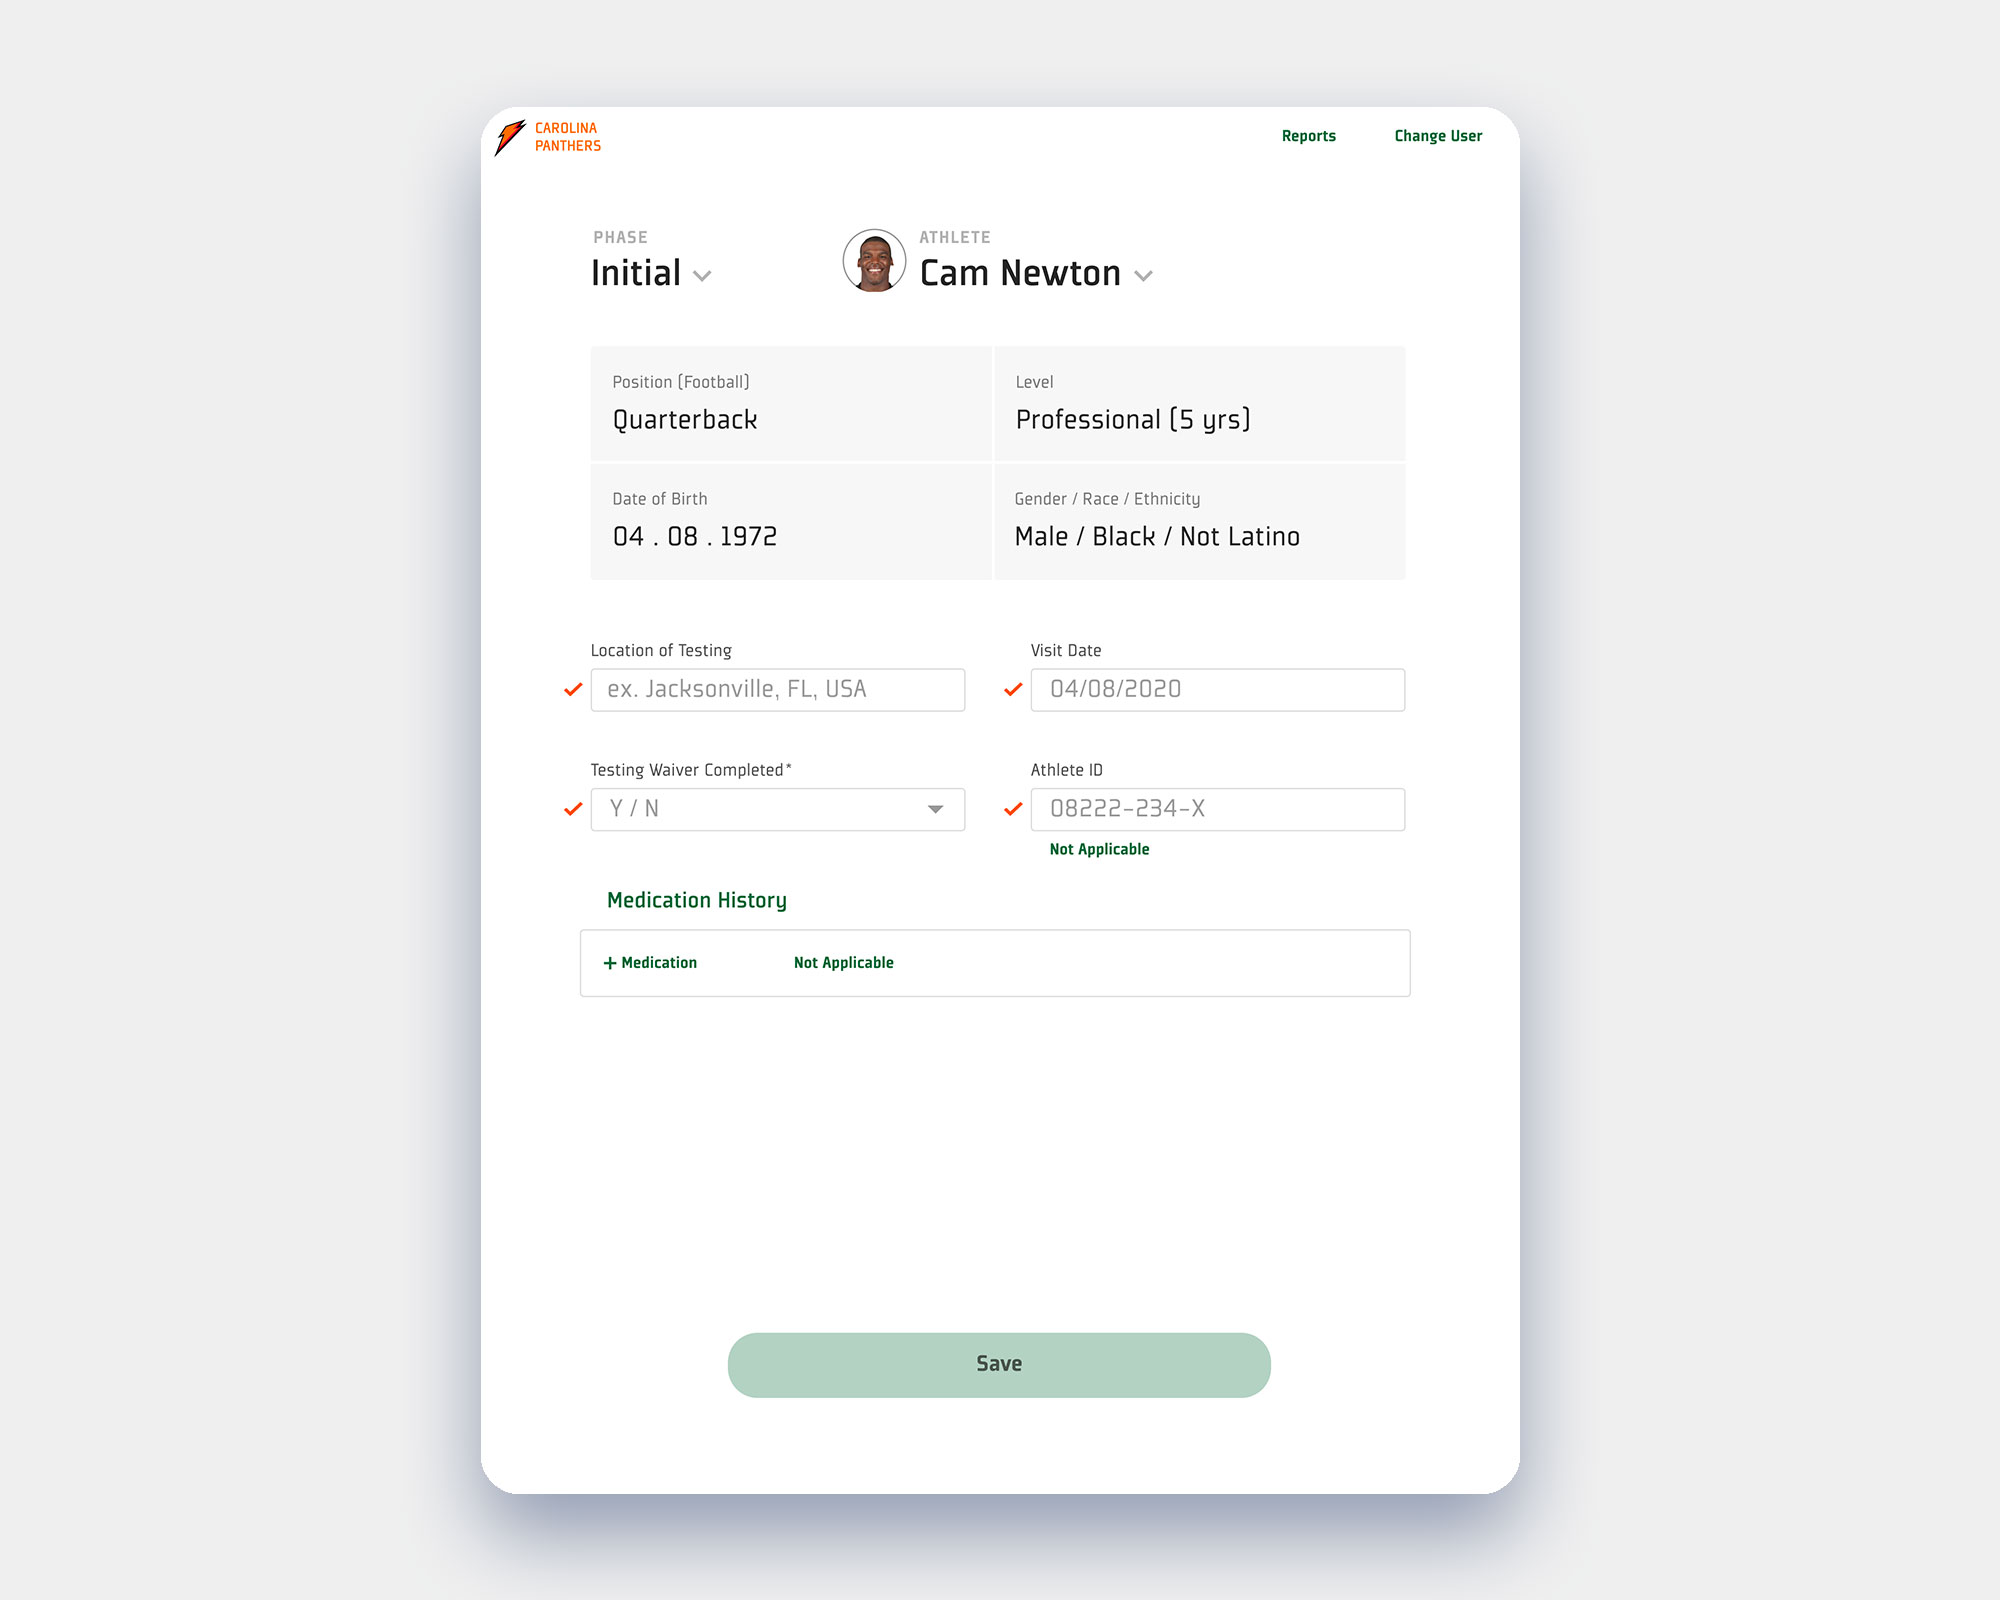 CAROLINA
PANTHERS
Reports
Change User
PHASE
Initial
ATHLETE
Cam Newton
Position (Football)
Quarterback
Level
Professional (5 yrs)
Date of Birth
04 . 08 . 1972
Gender / Race / Ethnicity
Male / Black / Not Latino
Location of Testing
ex. Jacksonville, FL, USA
Visit Date
04/08/2020
Testing Waiver Completed*
Y / N
Athlete ID
08222-234-X
Not Applicable
Medication History
+ Medication
Not Applicable
Save